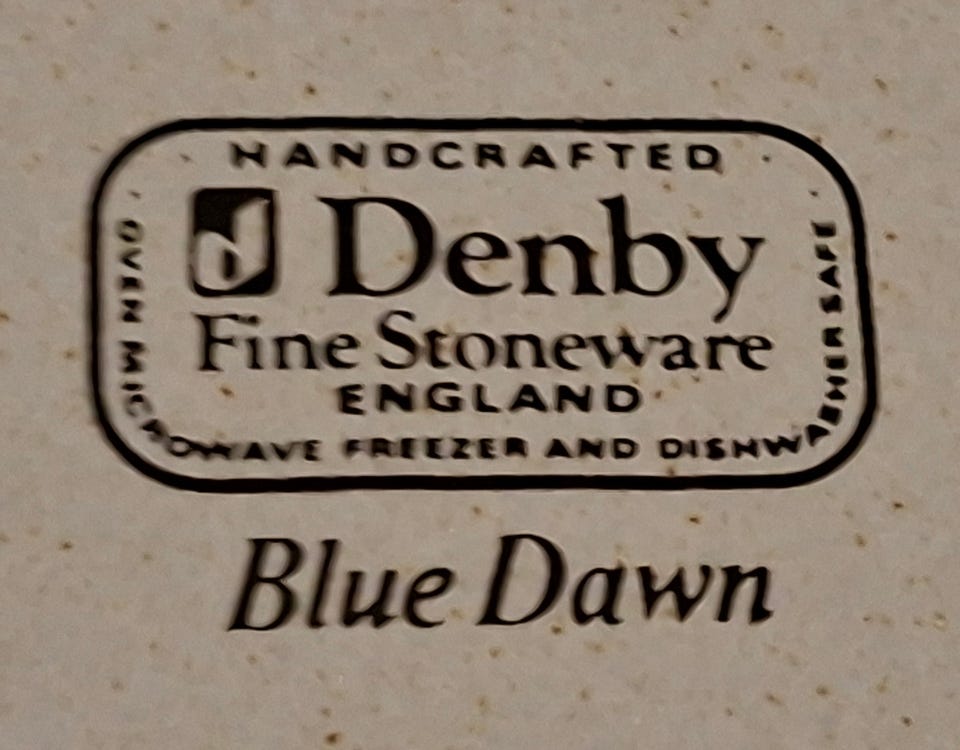 HANDCRAFTED
Denby
Fine Stoneware
ENGLAND
OVEN MICROWAVE FREEZER AND DISHWASHER SAFE
Blue Dawn